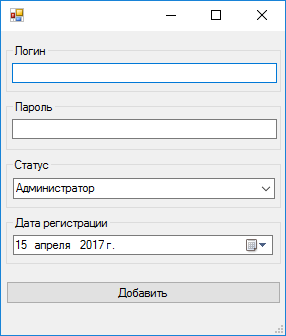 Логин
Пароль
Статус
Администратор
Дата регистрации
15 апреля 2017 г.
Добавить